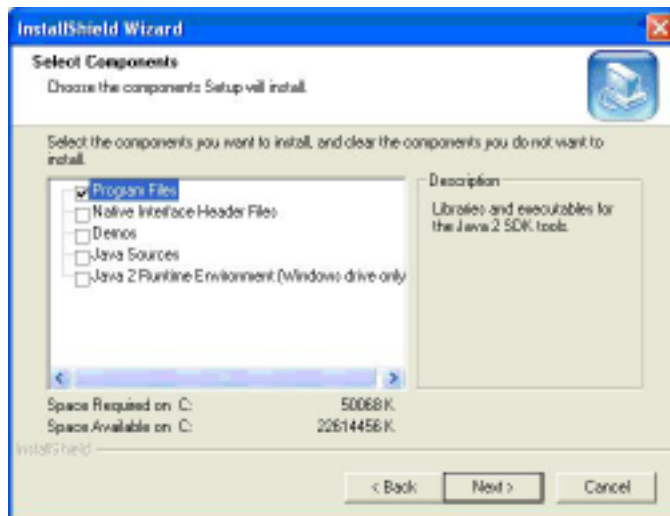 InstallShield Wizard
Select Components
Choose the components Setup will install.
Select the components you want to install, and clear the components you do not want to
install.
Program Files
Native Interface Header Files
Demos
Java Sources
Java 2 Runtime Environment (Windows drive only
Description
Libraries and executables for
the Java 2 SDK tools.
Space Required on C: 50068 K
Space Available on C: 22614456 K
InstallShield
< Back
Next >
Cancel